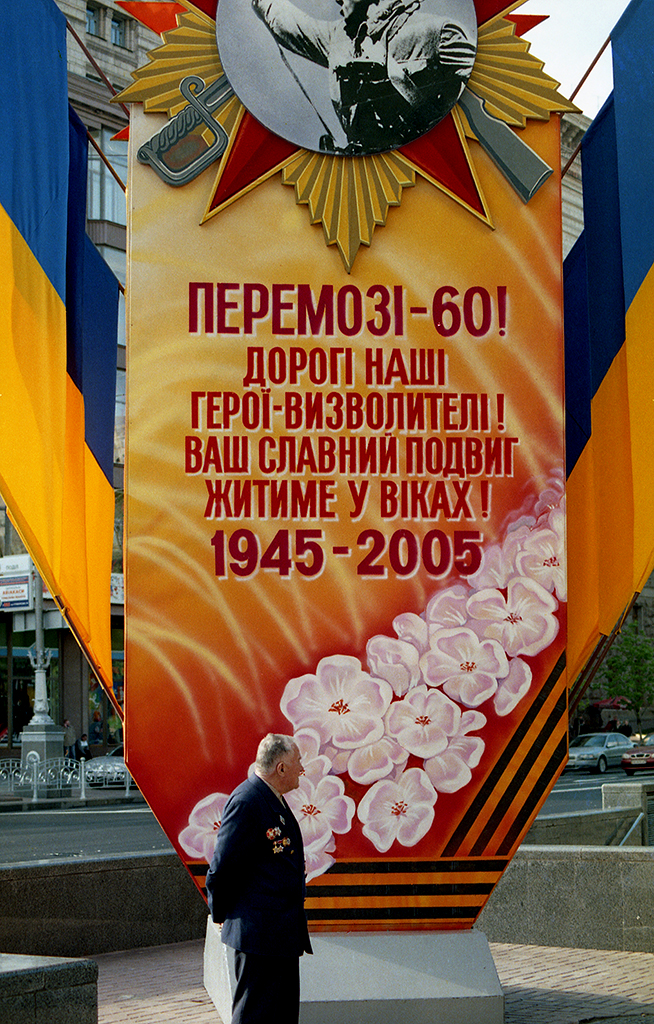 ПЕРЕМОЗІ-60!
ДОРОГІ НАШІ
ГЕРОЇ-ВИЗВОЛИТЕЛІ!
ВАШ СЛАВНИЙ ПОДВИГ
ЖИТИМЕ У ВІКАХ!
1945-2005